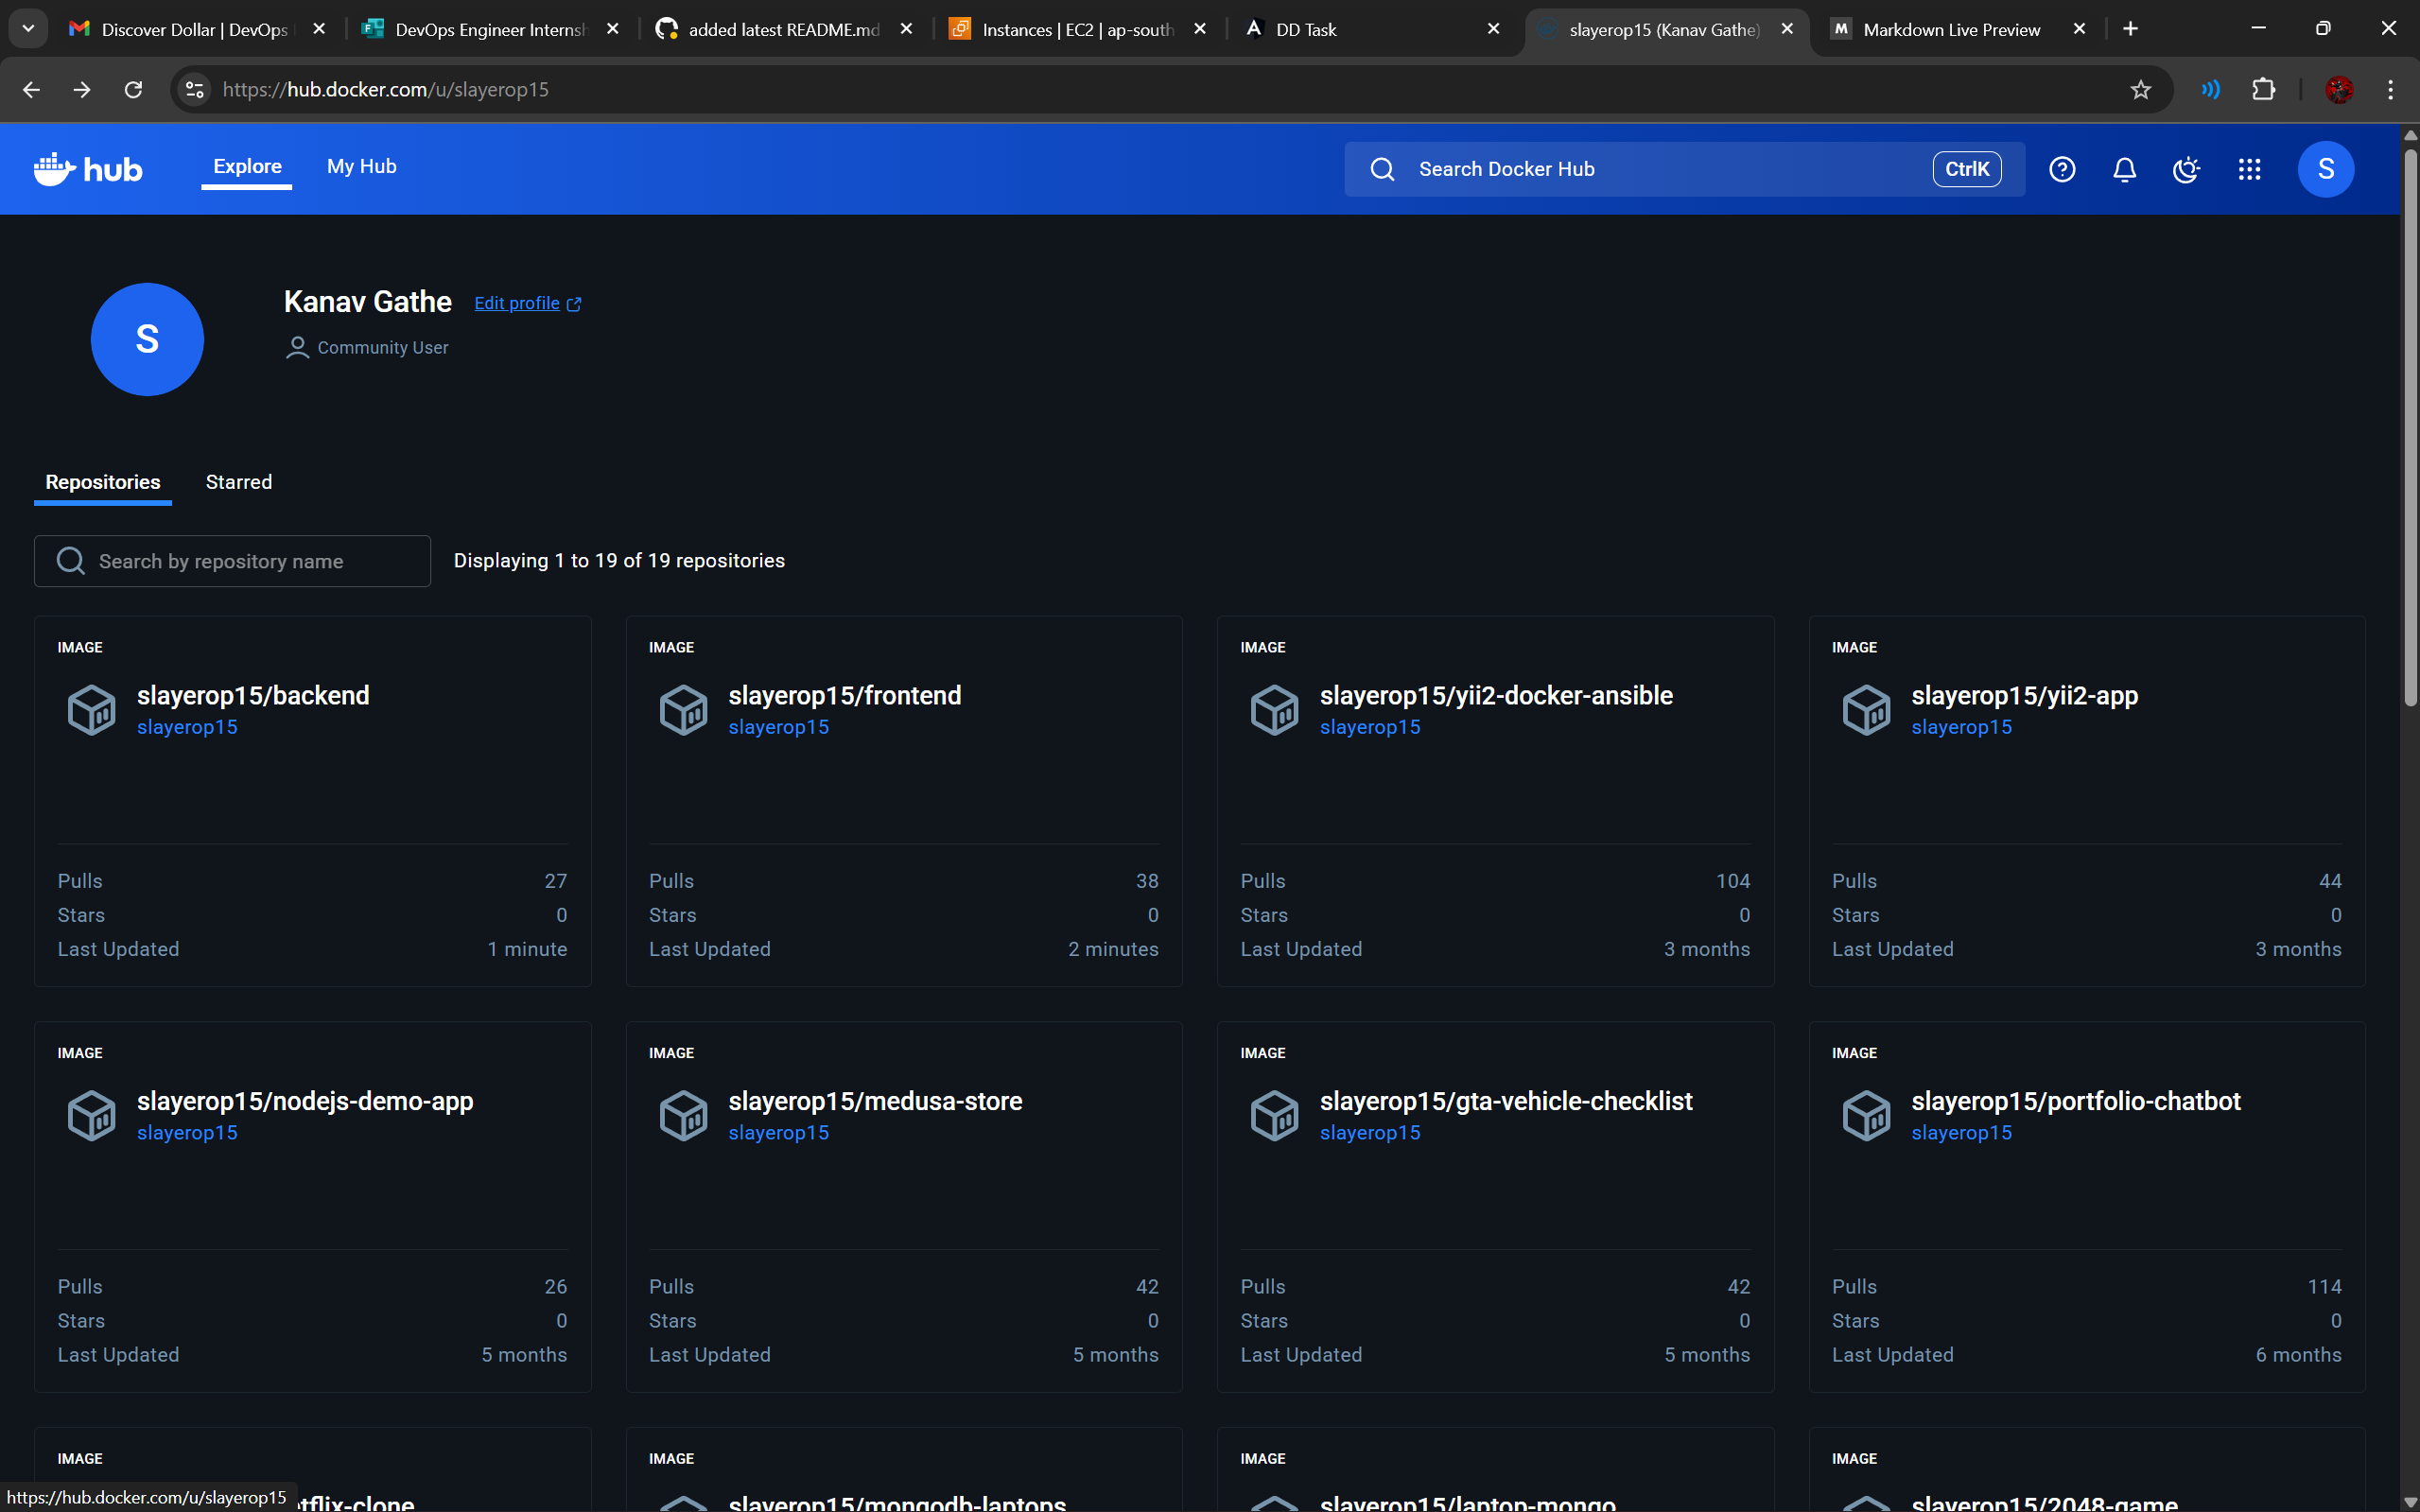 Discover Dollar | DevOps
DevOps Engineer Internsh
added latest README.md
Instances | EC2 | ap-south
DD Task
slayerop15 (Kanav Gathe)
M Markdown Live Preview
https://hub.docker.com/u/slayerop15
hub
Explore
My Hub
Search Docker Hub
CtrlK
S
S
Kanav Gathe
Edit profile
Community User
Repositories
Starred
Search by repository name
Displaying 1 to 19 of 19 repositories
IMAGE
slayerop15/backend
slayerop15
Pulls 27
Stars 0
Last Updated 1 minute
IMAGE
slayerop15/frontend
slayerop15
Pulls 38
Stars 0
Last Updated 2 minutes
IMAGE
slayerop15/yii2-docker-ansible
slayerop15
Pulls 104
Stars 0
Last Updated 3 months
IMAGE
slayerop15/yii2-app
slayerop15
Pulls 44
Stars 0
Last Updated 3 months
IMAGE
slayerop15/nodejs-demo-app
slayerop15
Pulls 26
Stars 0
Last Updated 5 months
IMAGE
slayerop15/medusa-store
slayerop15
Pulls 42
Stars 0
Last Updated 5 months
IMAGE
slayerop15/gta-vehicle-checklist
slayerop15
Pulls 42
Stars 0
Last Updated 5 months
IMAGE
slayerop15/portfolio-chatbot
slayerop15
Pulls 114
Stars 0
Last Updated 6 months
IMAGE
etflix-clone
IMAGE
slayerop15/mongodb-laptops
IMAGE
slayerop15/laptop-mongo
IMAGE
slayerop15/2048-game
https://hub.docker.com/u/slayerop15